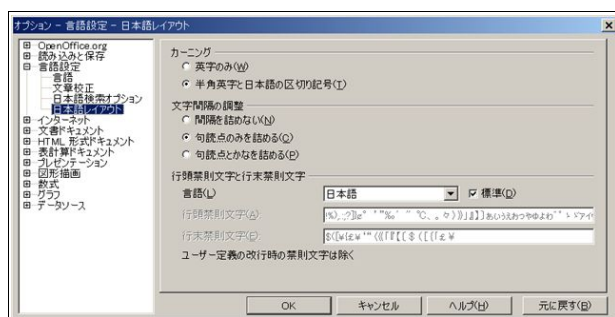 オプション - 言語設定 - 日本語レイアウト
OpenOffice.org
読み込みと保存
言語設定
言語
文章校正
日本語検索オプション
日本語レイアウト
インターネット
文書ドキュメント
HTML 形式ドキュメント
表計算ドキュメント
プレゼンテーション
図形描画
数式
グラフ
データソース
カーニング
英字のみ(W)
半角英字と日本語の区切り記号(I)
文字間隔の調整
間隔を詰めない(N)
句読点のみを詰める(C)
句読点とかなを詰める(P)
行頭禁則文字と行末禁則文字
言語(L)
日本語
標準(D)
行頭禁則文字(A):
行末禁則文字(E):
ユーザー定義の改行時の禁則文字は除く
OK
キャンセル
ヘルプ(H)
元に戻す(B)